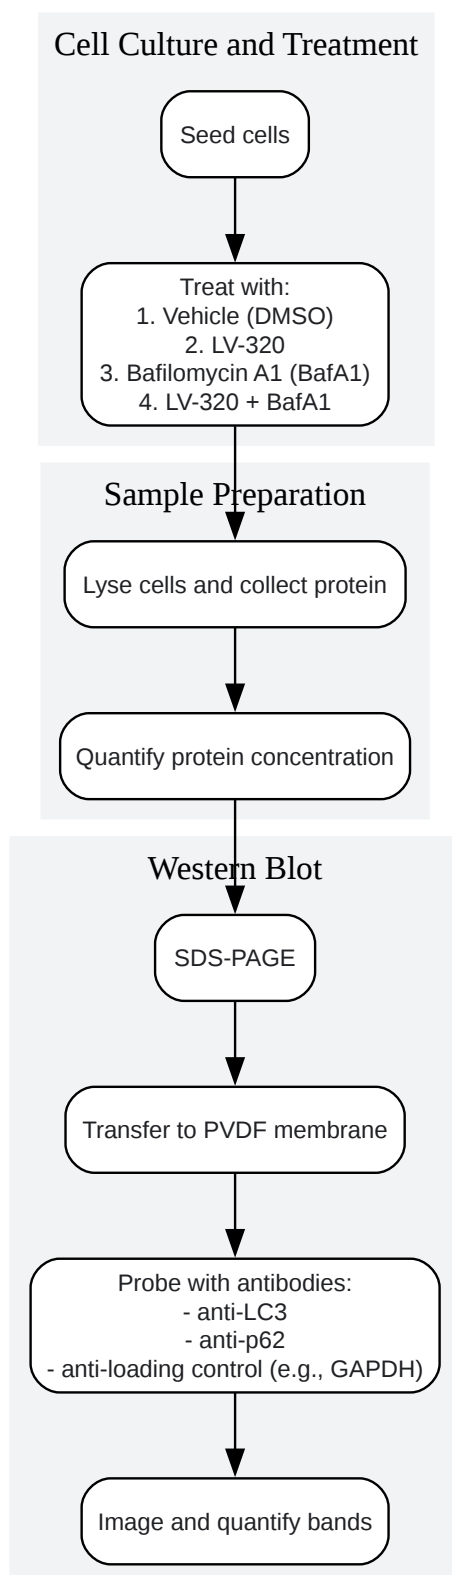 Cell Culture and Treatment
Seed cells
Treat with:
1. Vehicle (DMSO)
2. LV-320
3. Bafilomycin A1 (BafA1)
4. LV-320 + BafA1
Sample Preparation
Lyse cells and collect protein
Quantify protein concentration
Western Blot
SDS-PAGE
Transfer to PVDF membrane
Probe with antibodies:
- anti-LC3
- anti-p62
- anti-loading control (e.g., GAPDH)
Image and quantify bands